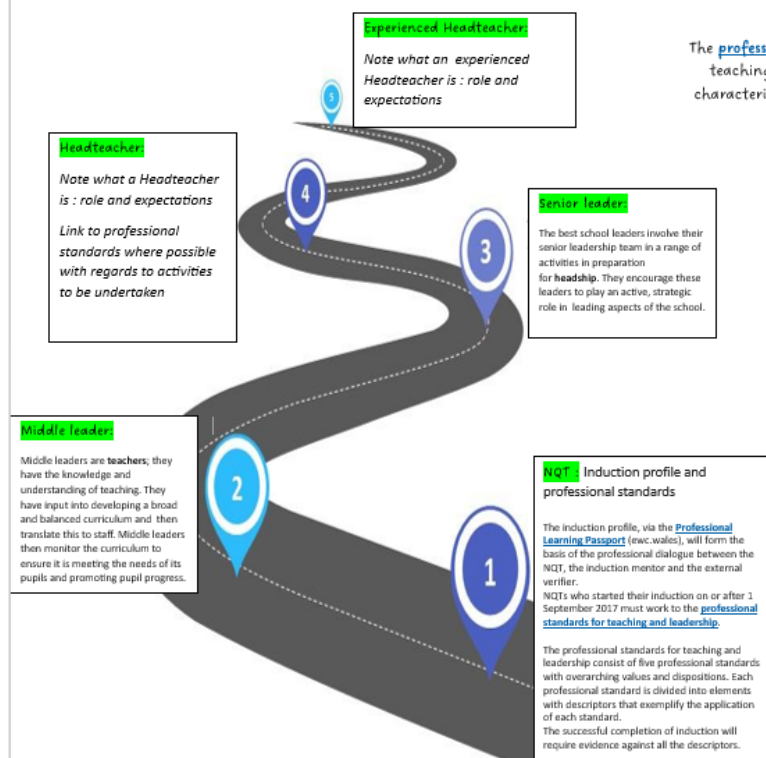 Experienced Headteacher:
Note what an experienced
Headteacher is : role and
expectations
The profess
teaching
characteri
5
Headteacher:
Note what a Headteacher
is : role and expectations
Link to professional
standards where possible
with regards to activities
to be undertaken
4
3
Senior leader:
The best school leaders involve their
senior leadership team in a range of
activities in preparation
for headship. They encourage these
leaders to play an active, strategic
role in leading aspects of the school.
Middle leader:
Middle leaders are teachers; they
have the knowledge and
understanding of teaching. They
have input into developing a broad
and balanced curriculum and then
translate this to staff. Middle leaders
then monitor the curriculum to
ensure it is meeting the needs of its
pupils and promoting pupil progress.
2
1
NQT : Induction profile and
professional standards
The induction profile, via the Professional
Learning Passport (ewc.wales), will form the
basis of the professional dialogue between the
NQT, the induction mentor and the external
verifier.
NQTs who started their induction on or after 1
September 2017 must work to the professional
standards for teaching and leadership.
The professional standards for teaching and
leadership consist of five professional standards
with overarching values and dispositions. Each
professional standard is divided into elements
with descriptors that exemplify the application
of each standard.
The successful completion of induction will
require evidence against all the descriptors.